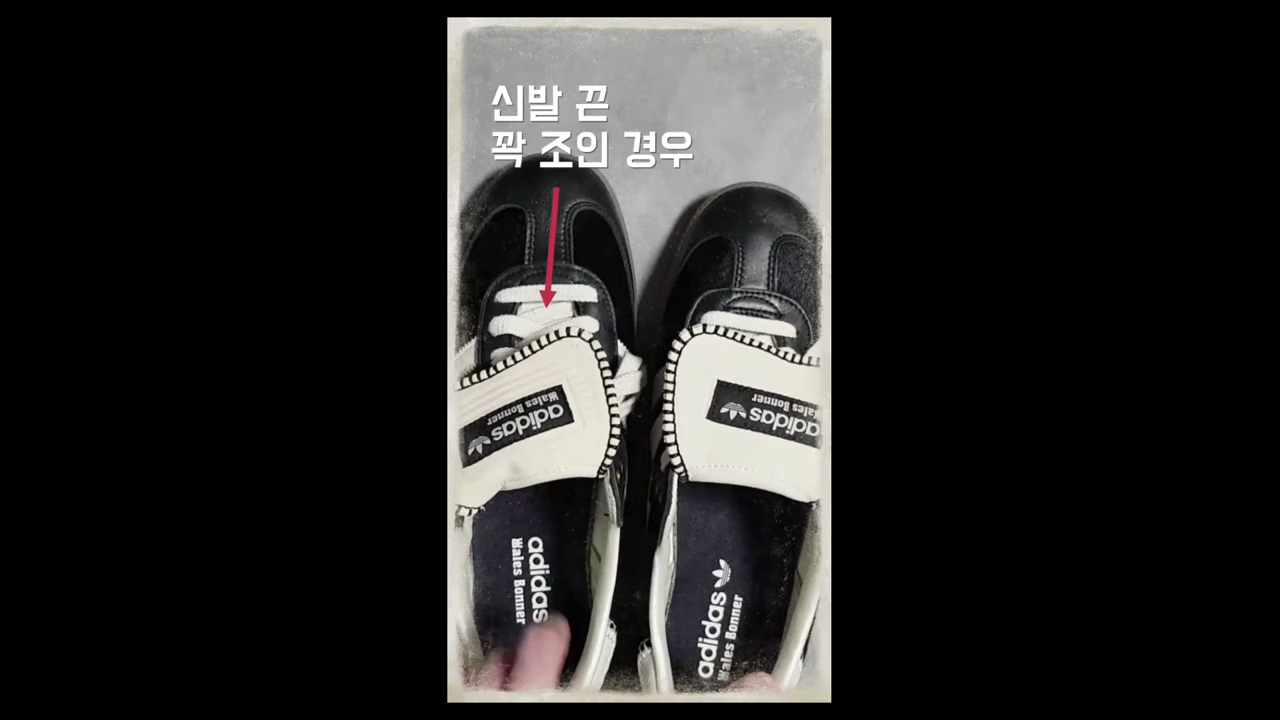 신발 끈
꽉 조인 경우
adidas
Wales Bonner
adidas
Wales Bonner
adidas
Wales Bonner
adidas
Wales Bonner